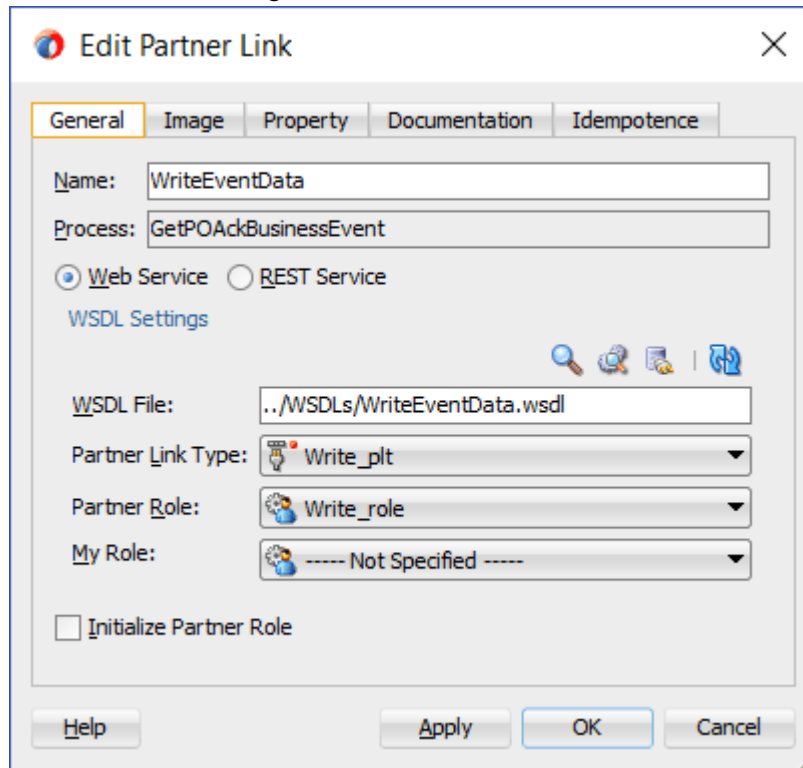 Edit Partner Link
General Image Property Documentation Idempotence
Name: WriteEventData
Process: GetPOAckBusinessEvent
Web Service REST Service
WSDL Settings
WSDL File: ../WSDLs/WriteEventData.wsdl
Partner Link Type: Write_plt
Partner Role: Write_role
My Role: ----- Not Specified -----
Initialize Partner Role
Help Apply OK Cancel